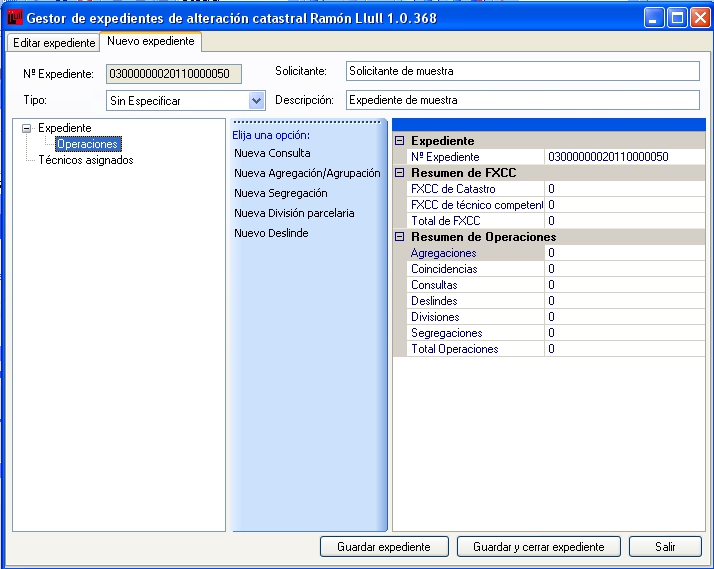 Gestor de expedientes de alteración catastral Ramón Llull 1.0.368
Editar expediente Nuevo expediente
Nº Expediente: 03000000020110000050 Solicitante: Solicitante de muestra
Tipo: Sin Especificar Descripción: Expediente de muestra
Expediente
Operaciones
Técnicos asignados
Elija una opción:
Nueva Consulta
Nueva Agregación/Agrupación
Nueva Segregación
Nueva División parcelaria
Nuevo Deslinde
Expediente
Nº Expediente 03000000020110000050
Resumen de FXCC
FXCC de Catastro 0
FXCC de técnico competent 0
Total de FXCC 0
Resumen de Operaciones
Agregaciones 0
Coincidencias 0
Consultas 0
Deslindes 0
Divisiones 0
Segregaciones 0
Total Operaciones 0
Guardar expediente Guardar y cerrar expediente Salir